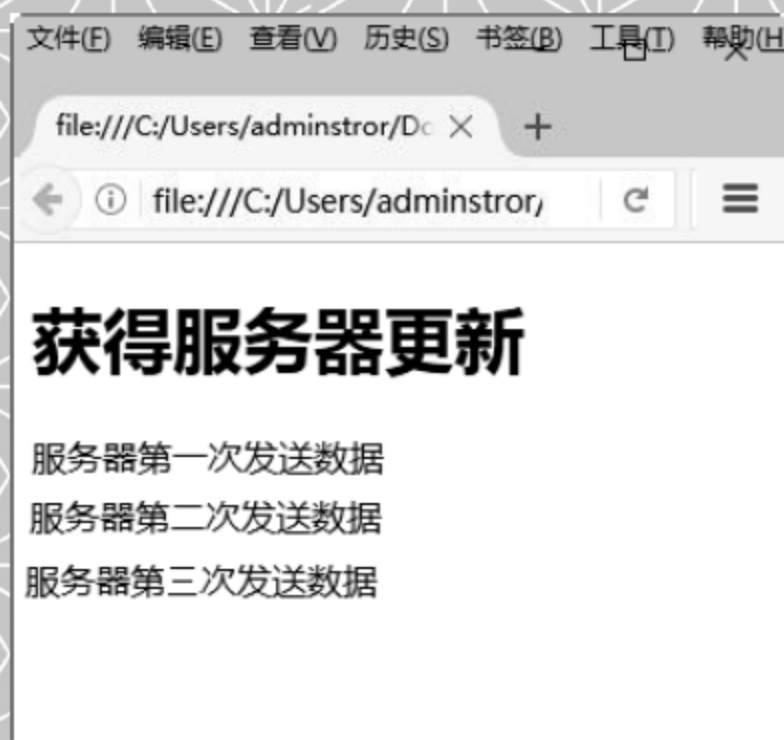 文件(F) 编辑(E) 查看(V) 历史(S) 书签(B) 工具(T) 帮助(H
file:///C:/Users/adminstror/Do
file:///C:/Users/adminstror/
获得服务器更新
服务器第一次发送数据
服务器第二次发送数据
服务器第三次发送数据